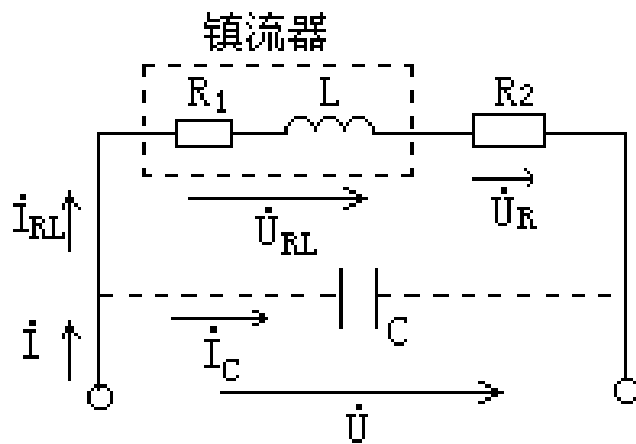 镇流器
R₁ L R2
İRL U̇RL U̇R
İ İC C
U̇